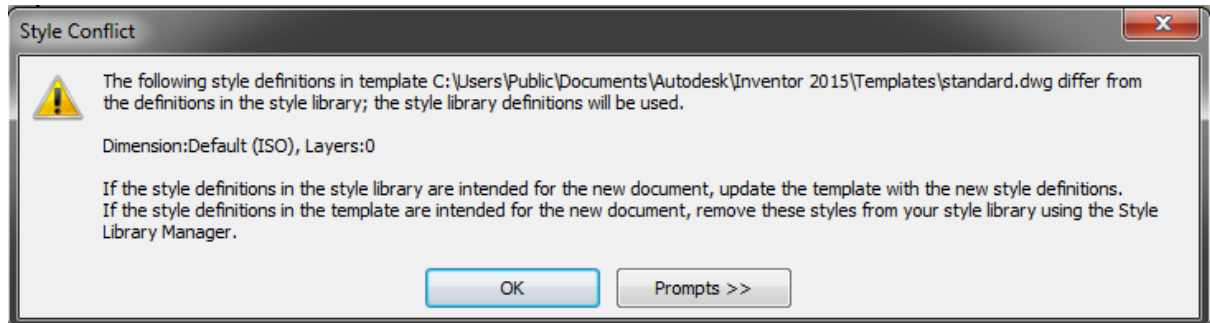 Style Conflict
The following style definitions in template C:\Users\Public\Documents\Autodesk\Inventor 2015\Templates\standard.dwg differ from
the definitions in the style library; the style library definitions will be used.
Dimension:Default (ISO), Layers:0
If the style definitions in the style library are intended for the new document, update the template with the new style definitions.
If the style definitions in the template are intended for the new document, remove these styles from your style library using the Style
Library Manager.
OK
Prompts >>